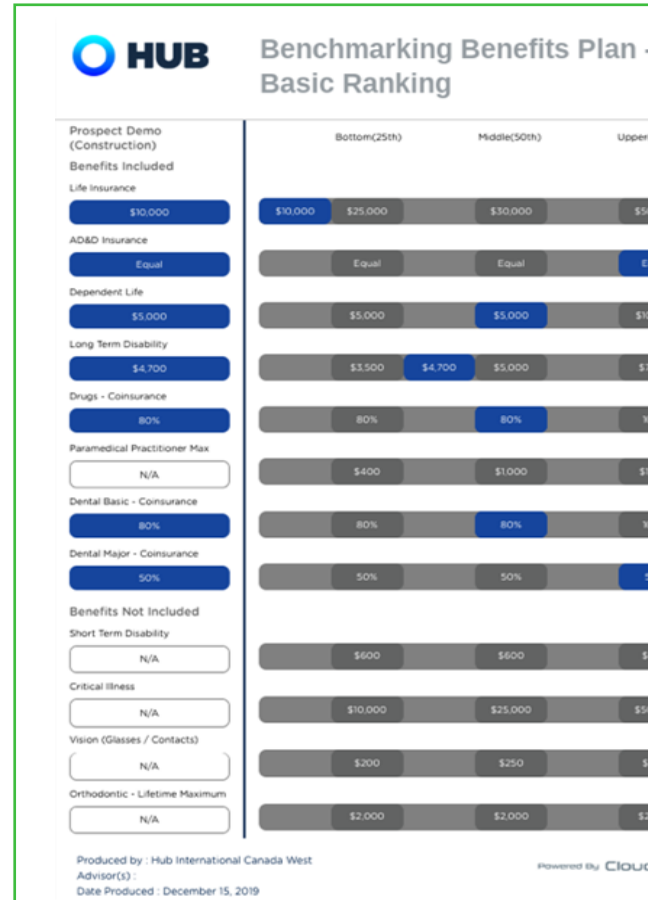 HUB
Benchmarking Benefits Plan -
Basic Ranking
Prospect Demo
(Construction)
Bottom(25th) Middle(50th) Upper
Benefits Included
Life Insurance
$10,000 $10,000 $25,000 $30,000
AD&D Insurance
Equal Equal Equal
Dependent Life
$5,000 $5,000 $5,000
Long Term Disability
$4,700 $3,500 $4,700 $5,000
Drugs - Coinsurance
80% 80% 80%
Paramedical Practitioner Max
N/A $400 $1,000
Dental Basic - Coinsurance
80% 80% 80%
Dental Major - Coinsurance
50% 50% 50%
Benefits Not Included
Short Term Disability
N/A $600 $600
Critical Illness
N/A $10,000 $25,000
Vision (Glasses / Contacts)
N/A $200 $250
Orthodontic - Lifetime Maximum
N/A $2,000 $2,000
Produced by : Hub International Canada West
Advisor(s) :
Date Produced : December 15, 2019
Powered By Cloud